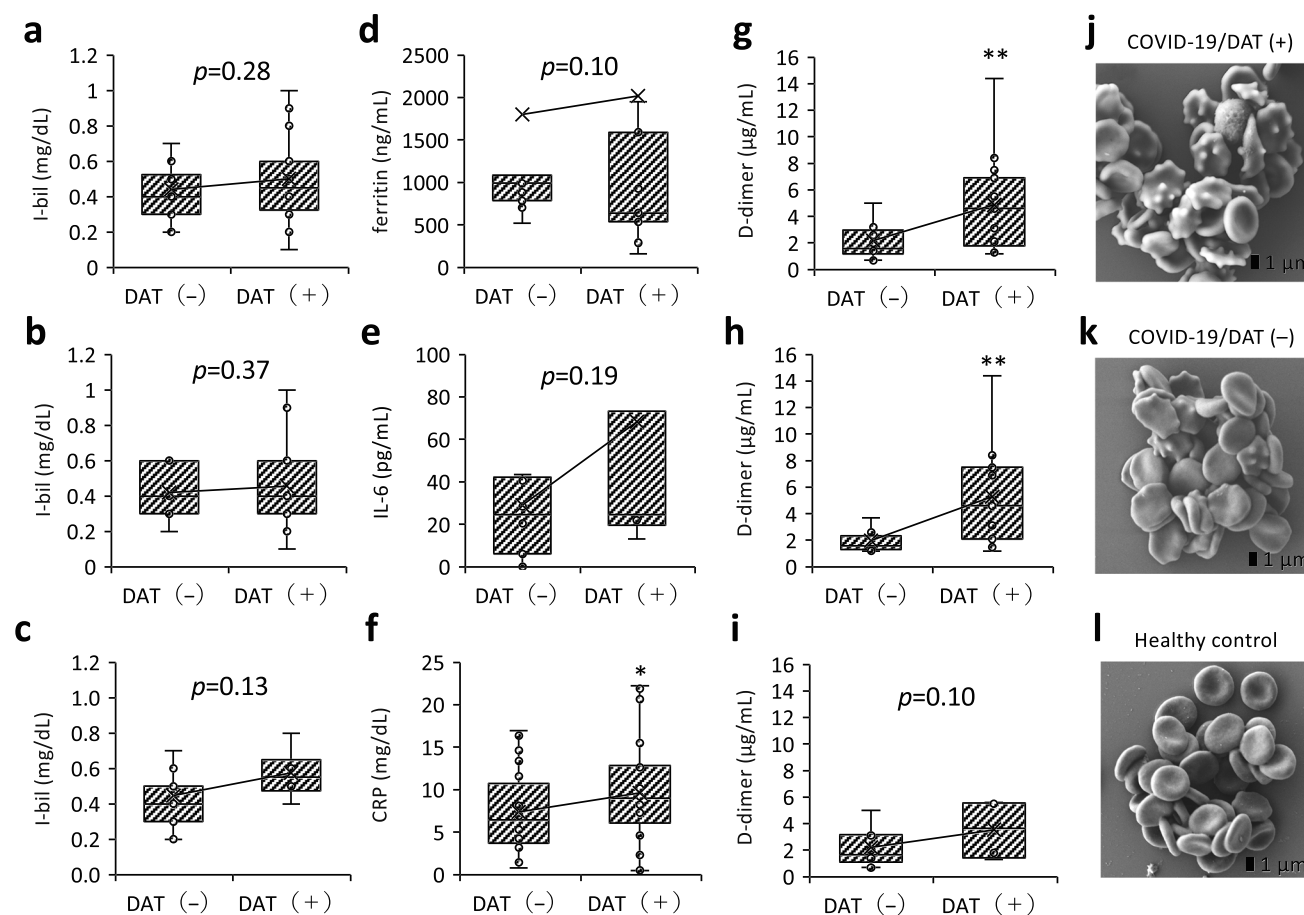 a
1.2
1
0.8
0.6
0.4
0.2
0
I-bil (mg/dL)
p=0.28
DAT （−） DAT （+）
d
2500
2000
1500
1000
500
0
ferritin (ng/mL)
p=0.10
DAT （−） DAT （+）
g
16
14
12
10
8
6
4
2
0
D-dimer (μg/mL)
**
DAT （−） DAT （+）
j
COVID-19/DAT (+)
1 μm
b
1.2
1
0.8
0.6
0.4
0.2
0
I-bil (mg/dL)
p=0.37
DAT （−） DAT （+）
e
100
80
60
40
20
0
IL-6 (pg/mL)
p=0.19
DAT （−） DAT （+）
h
16
14
12
10
8
6
4
2
0
D-dimer (μg/mL)
**
DAT （−） DAT （+）
k
COVID-19/DAT (−)
1 μm
c
1.2
1.0
0.8
0.6
0.4
0.2
0.0
I-bil (mg/dL)
p=0.13
DAT （−） DAT （+）
f
25
20
15
10
5
0
CRP (mg/dL)
*
DAT （−） DAT （+）
i
16
14
12
10
8
6
4
2
0
D-dimer (μg/mL)
p=0.10
DAT （−） DAT （+）
l
Healthy control
1 μm